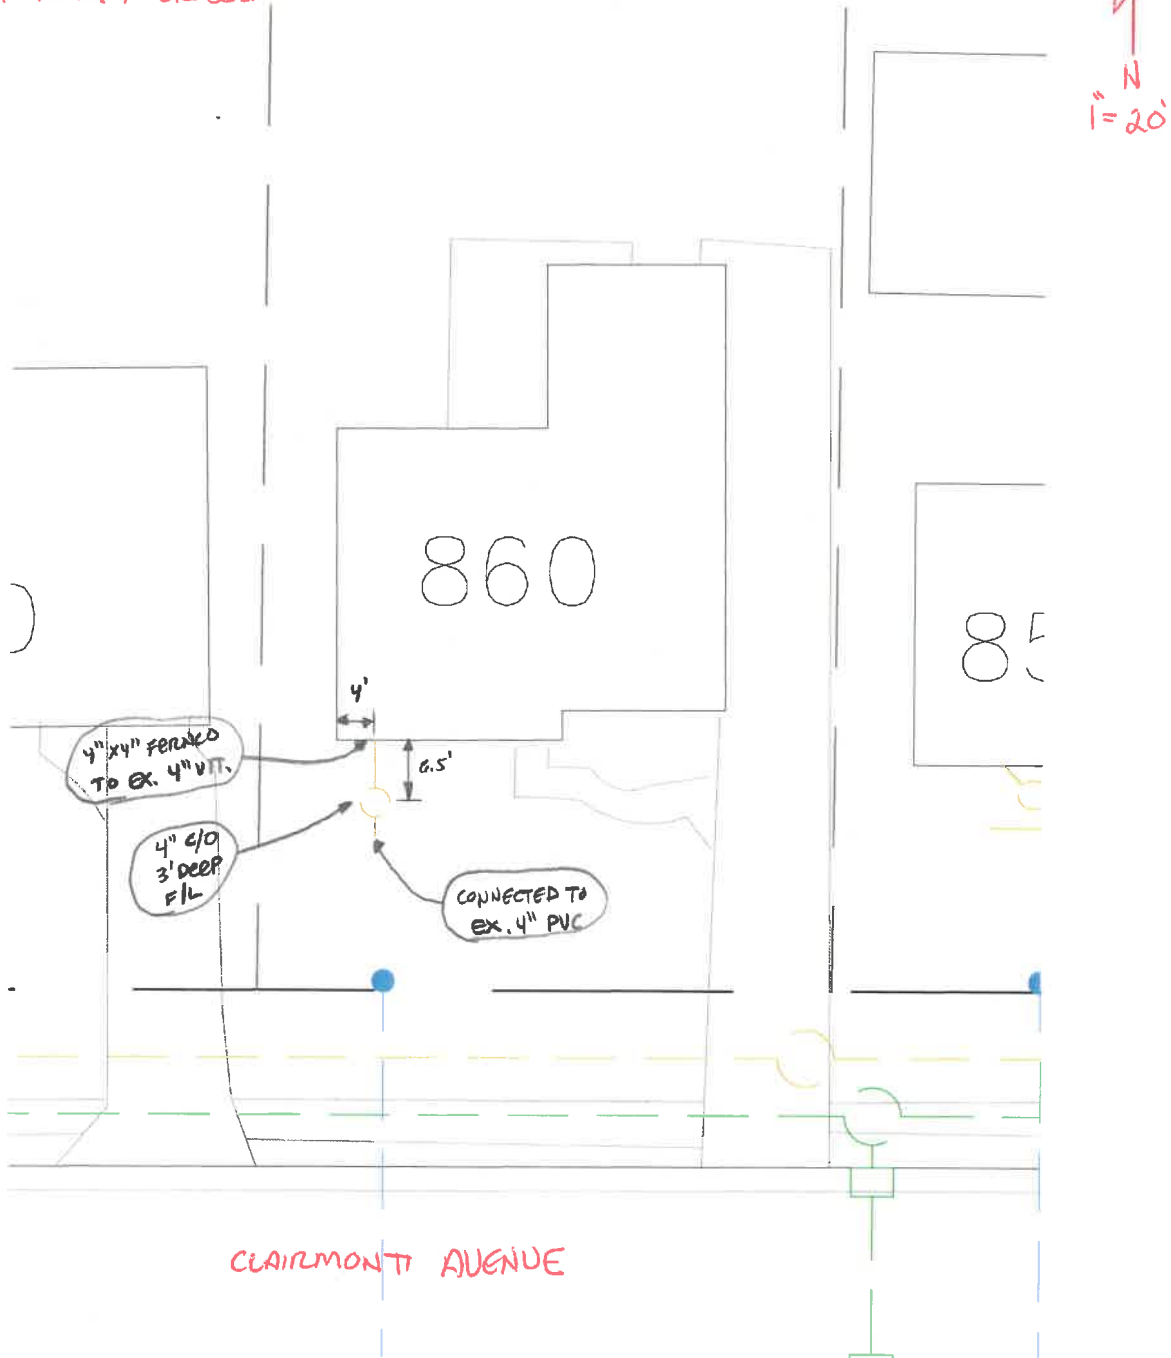 N
1"= 20'
860
85
4'
4" x4" FERNCO
TO EX. 4" VIT.
6.5'
4" C/O
3' DEEP
F/L
CONNECTED TO
EX. 4" PVC
CLAIRMONT AVENUE